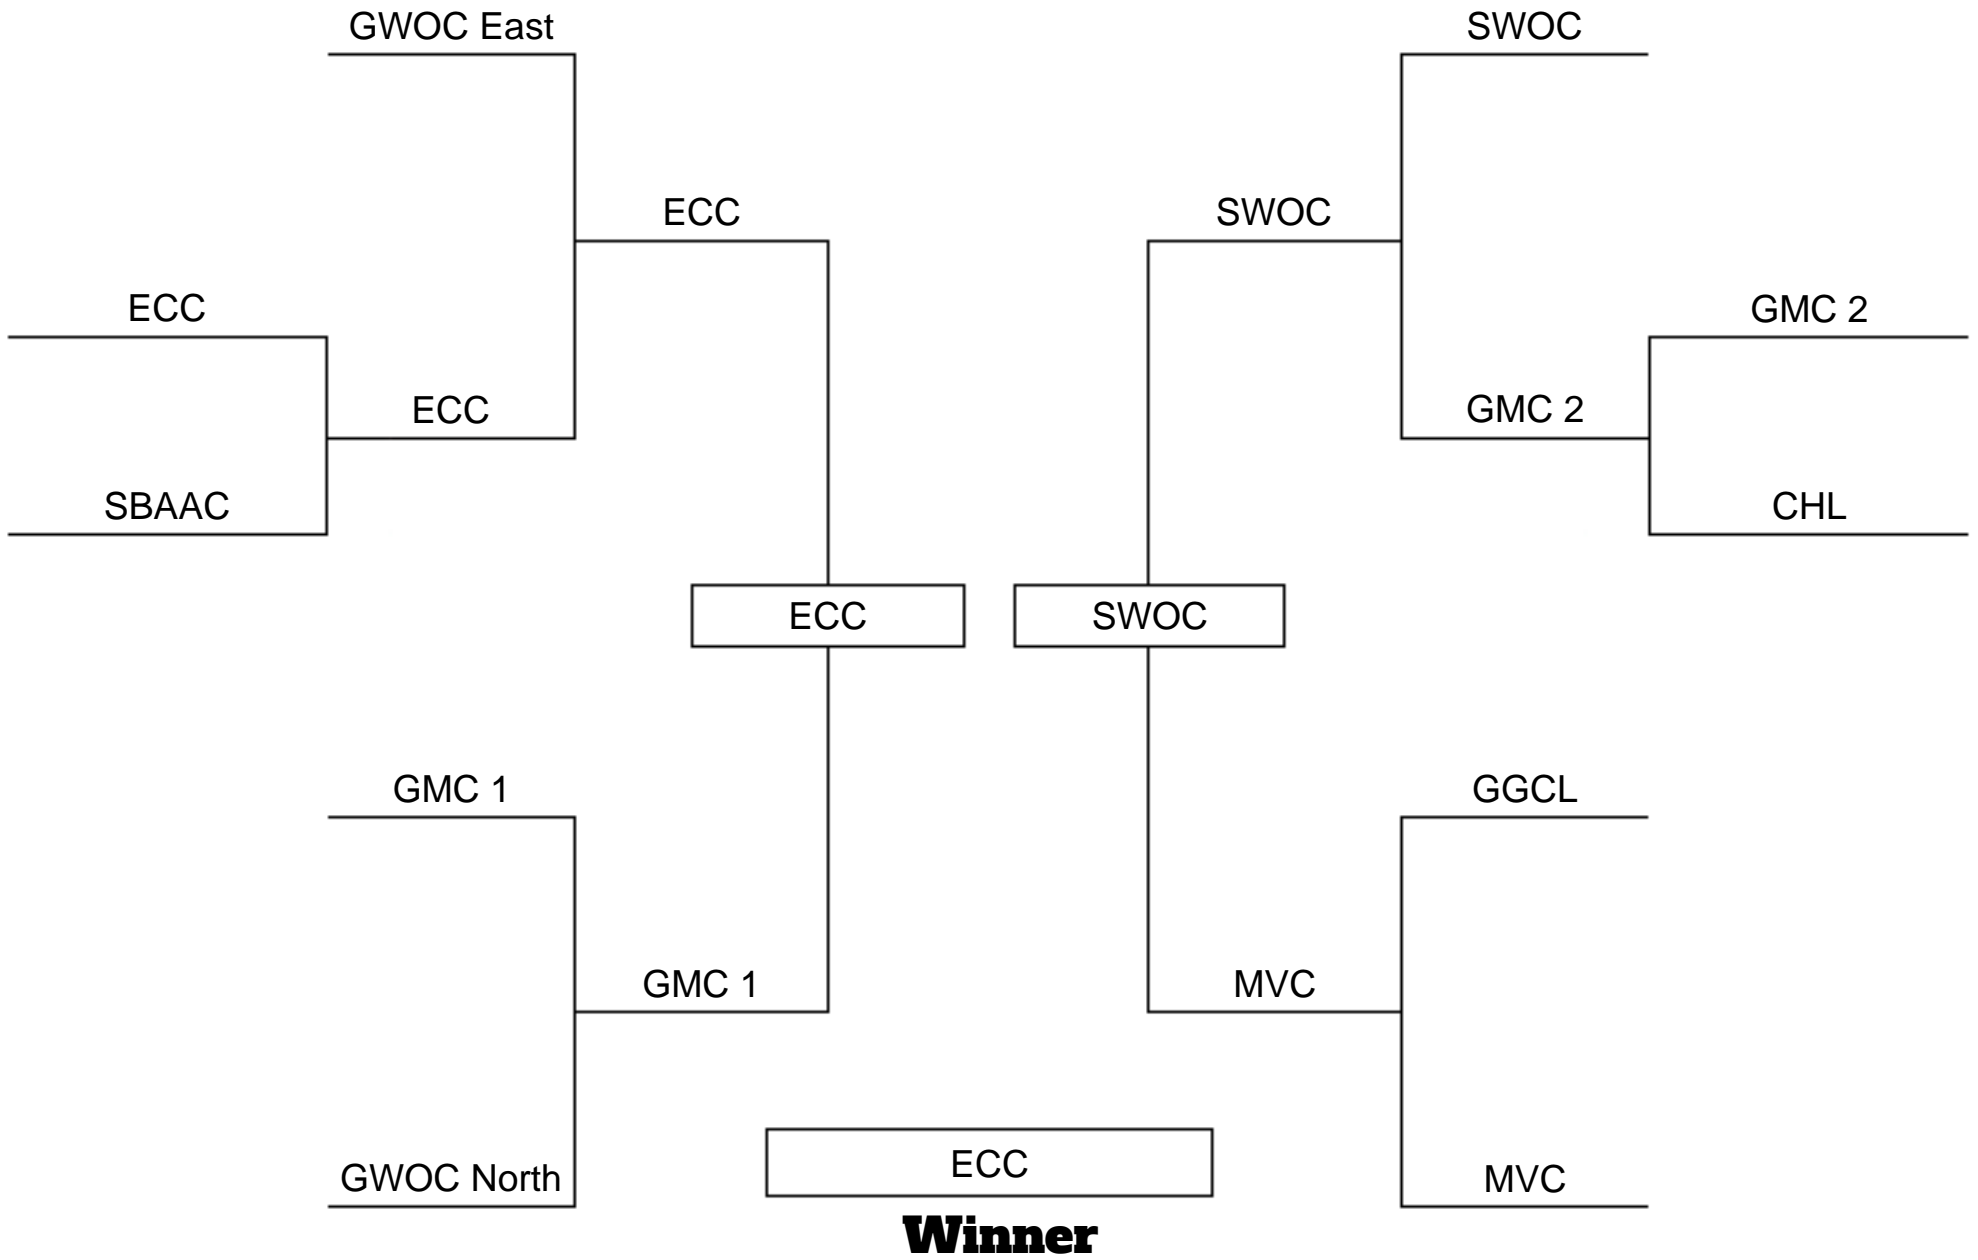 GWOC East
SWOC
ECC
SWOC
ECC
GMC 2
ECC
GMC 2
SBAAC
CHL
ECC
SWOC
GMC 1
GGCL
GMC 1
MVC
GWOC North
ECC
MVC
Winner